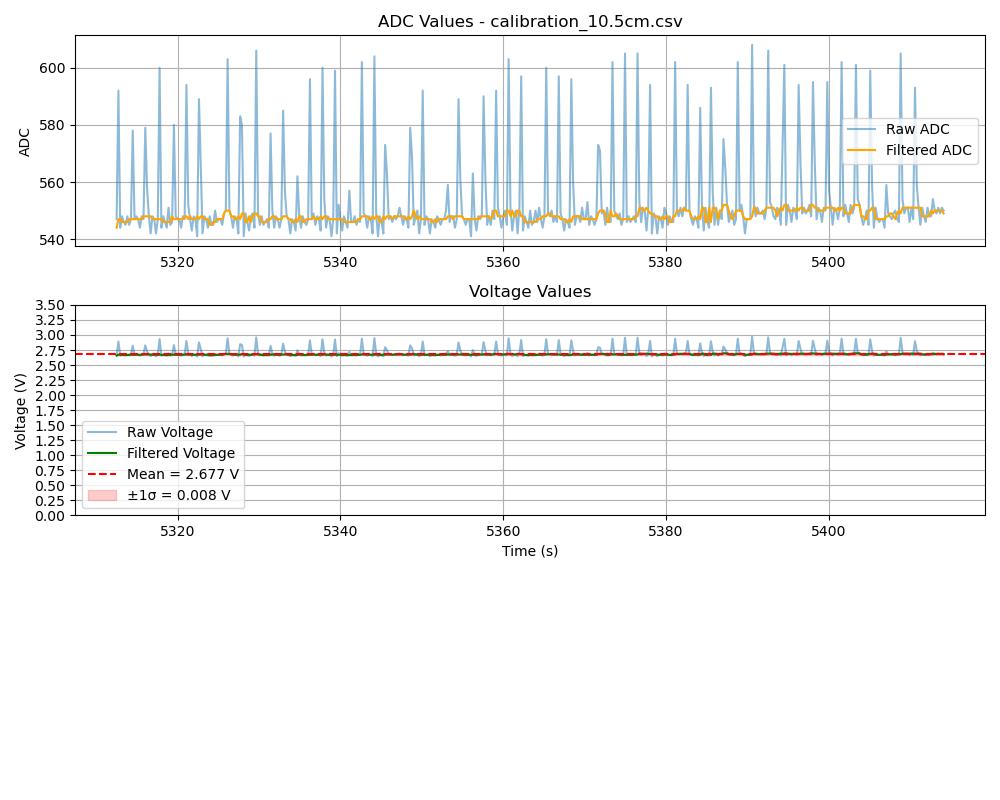 ADC Values - calibration_10.5cm.csv
ADC
600
580
560
540
Raw ADC
Filtered ADC
5320 5340 5360 5380 5400
Voltage Values
Voltage (V)
3.50
3.25
3.00
2.75
2.50
2.25
2.00
1.75
1.50
1.25
1.00
0.75
0.50
0.25
0.00
Raw Voltage
Filtered Voltage
Mean = 2.677 V
±1σ = 0.008 V
5320 5340 5360 5380 5400
Time (s)